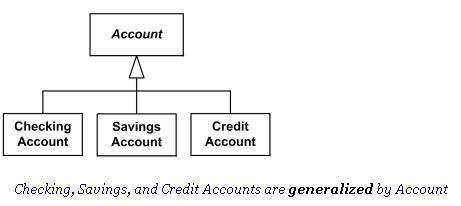 Account
Checking
Account
Savings
Account
Credit
Account
Checking, Savings, and Credit Accounts are generalized by Account